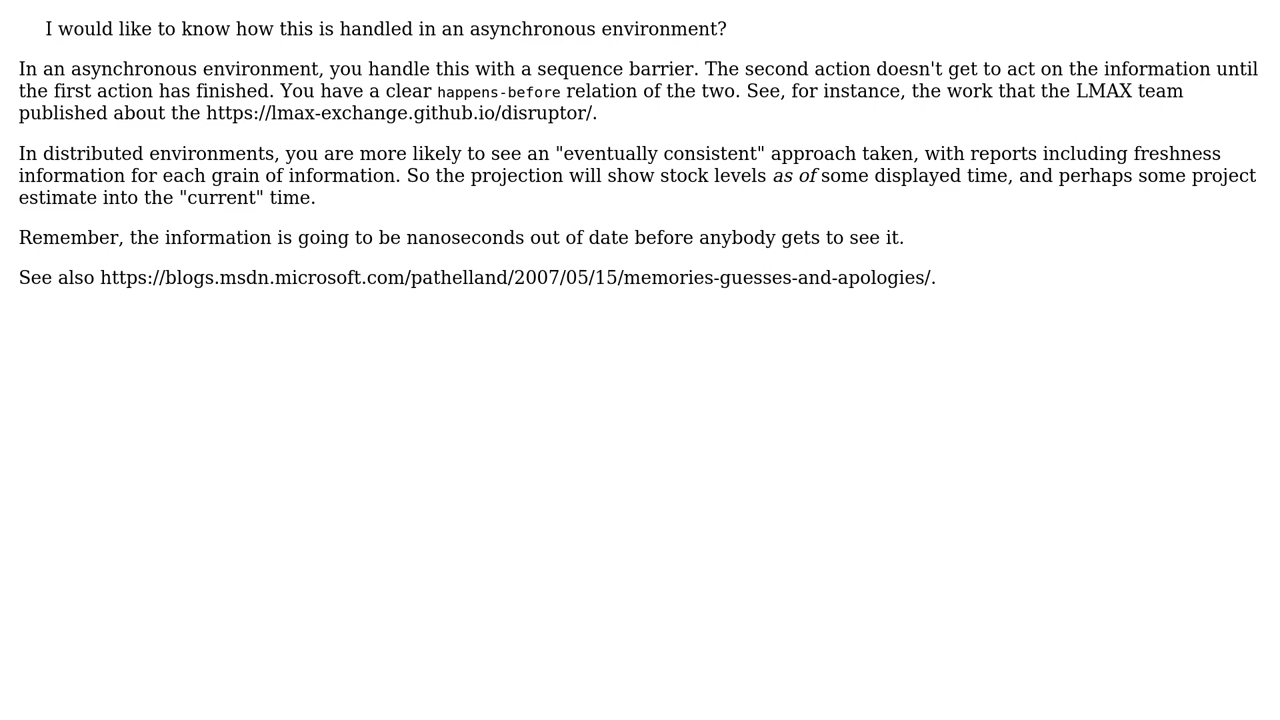 I would like to know how this is handled in an asynchronous environment?
In an asynchronous environment, you handle this with a sequence barrier. The second action doesn't get to act on the information until
the first action has finished. You have a clear happens-before relation of the two. See, for instance, the work that the LMAX team
published about the https://lmax-exchange.github.io/disruptor/.
In distributed environments, you are more likely to see an "eventually consistent" approach taken, with reports including freshness
information for each grain of information. So the projection will show stock levels as of some displayed time, and perhaps some project
estimate into the "current" time.
Remember, the information is going to be nanoseconds out of date before anybody gets to see it.
See also https://blogs.msdn.microsoft.com/pathelland/2007/05/15/memories-guesses-and-apologies/.